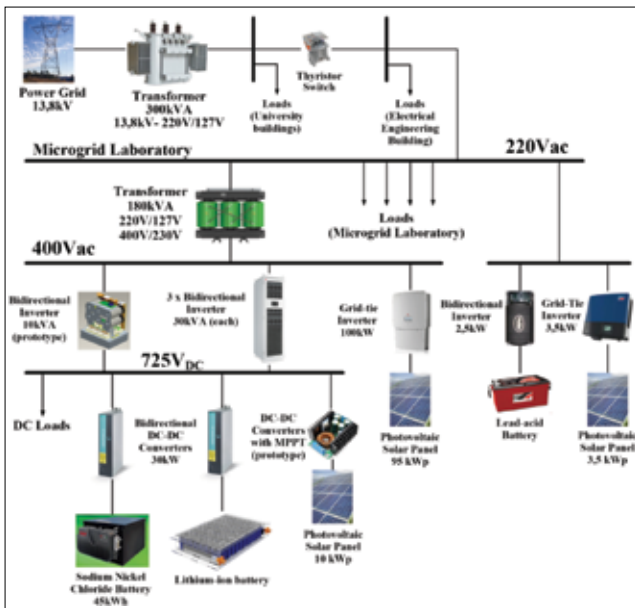 Power Grid
13,8kV
Transformer
300kVA
13,8kV- 220V/127V
Loads
(University
buildings)
Thyristor
Switch
Loads
(Electrical
Engineering
Building)
Microgrid Laboratory
220Vac
Transformer
180kVA
220V/127V
400V/230V
Loads
(Microgrid Laboratory)
400Vac
Bidirectional
Inverter
10kVA
(prototype)
3 x Bidirectional
Inverter
30kVA (each)
Grid-tie
Inverter
100kW
Bidirectional
Inverter
2,5kW
Grid-Tie
Inverter
3,5kW
725VDC
DC Loads
Bidirectional
DC-DC
Converters
30kW
DC-DC
Converters
with MPPT
(prototype)
Photovoltaic
Solar Panel
95 kWp
Lead-acid
Battery
Photovoltaic
Solar Panel
3,5 kWp
Sodium Nickel
Chloride Battery
45kWh
Lithium-ion battery
Photovoltaic
Solar Panel
10 kWp